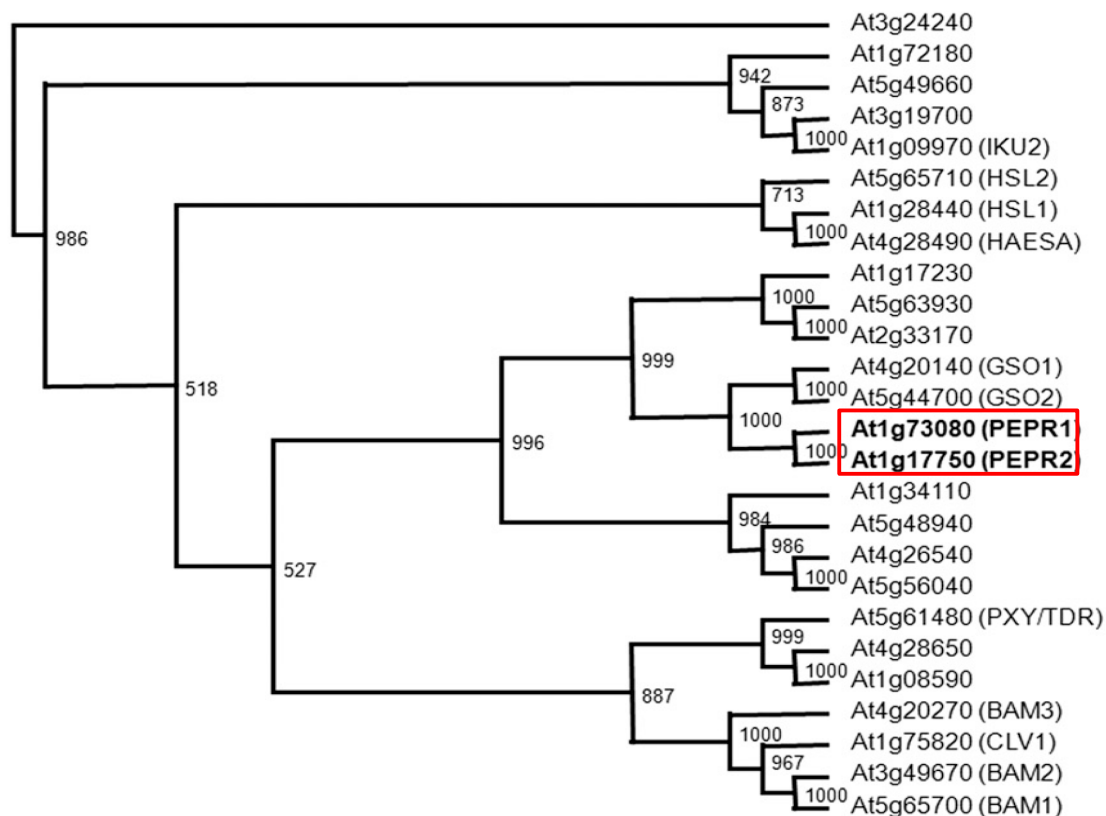 At3g24240
At1g72180
942
At5g49660
873
At3g19700
1000
At1g09970 (IKU2)
At5g65710 (HSL2)
713
At1g28440 (HSL1)
1000
At4g28490 (HAESA)
986
At1g17230
1000
At5g63930
1000
At2g33170
999
At4g20140 (GSO1)
1000
At5g44700 (GSO2)
518
1000
At1g73080 (PEPR1)
996
1000
At1g17750 (PEPR2)
At1g34110
984
At5g48940
986
At4g26540
527
1000
At5g56040
At5g61480 (PXY/TDR)
999
At4g28650
1000
At1g08590
887
At4g20270 (BAM3)
1000
At1g75820 (CLV1)
967
At3g49670 (BAM2)
1000
At5g65700 (BAM1)